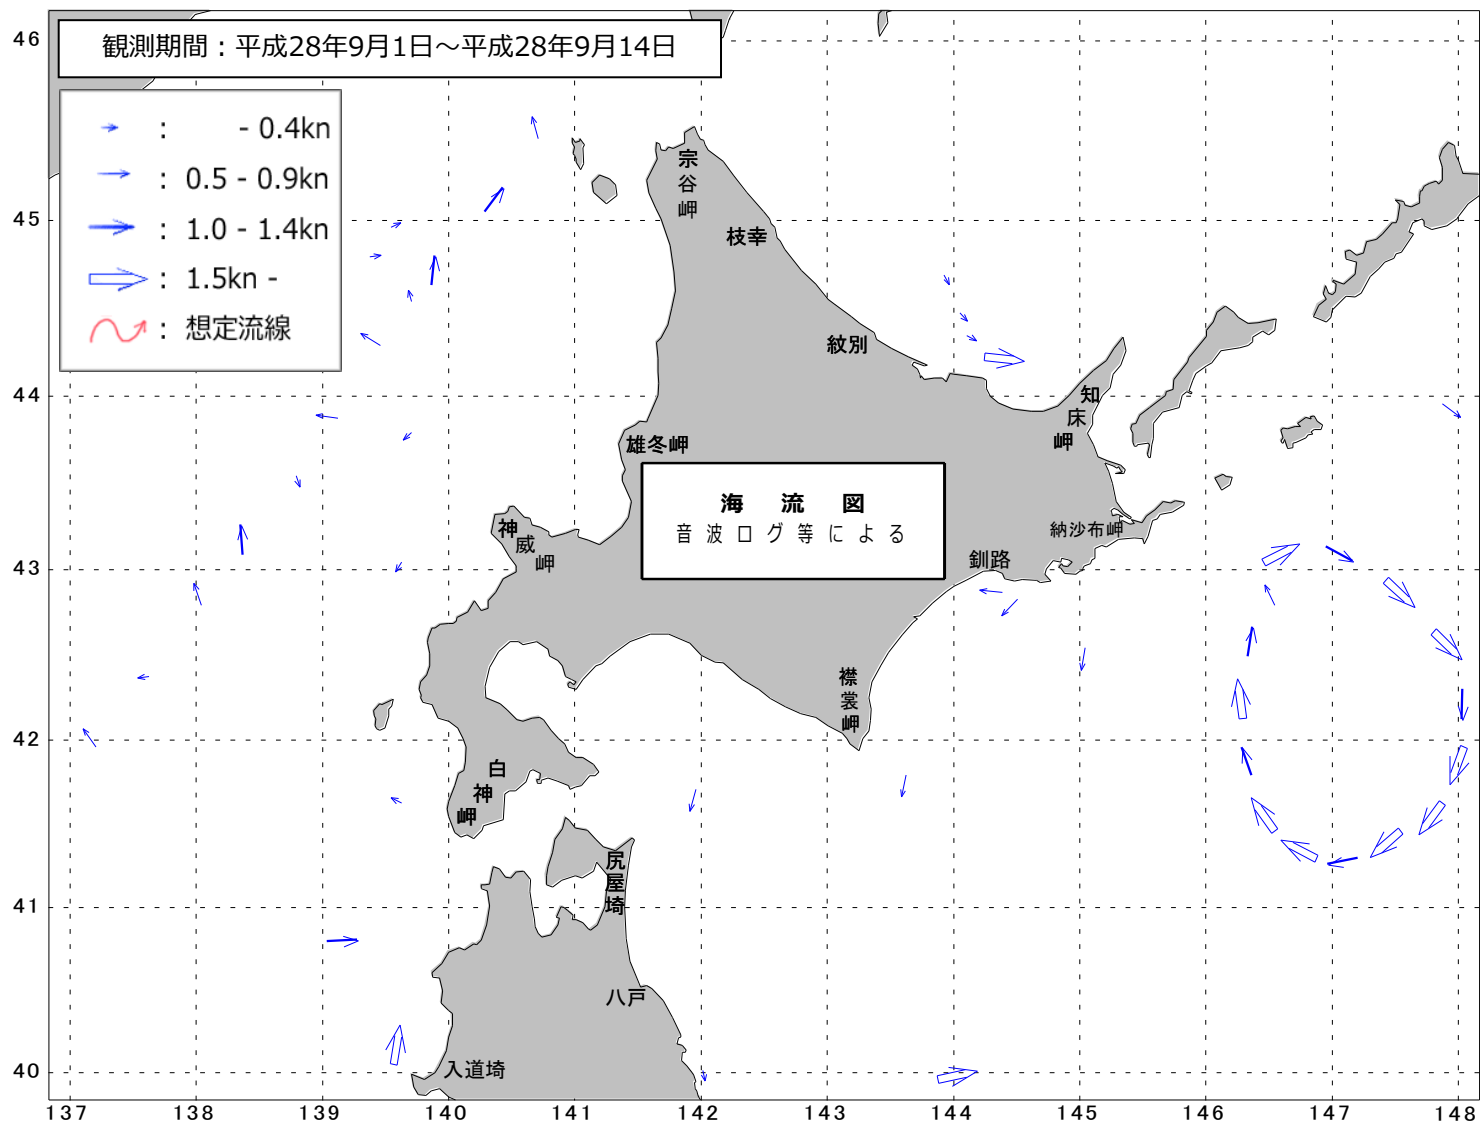 観測期間：平成28年9月1日～平成28年9月14日
： - 0.4kn
： 0.5 - 0.9kn
： 1.0 - 1.4kn
： 1.5kn -
： 想定流線
46
45
44
43
42
41
40
宗谷岬
枝幸
紋別
知床岬
雄冬岬
海 流 図
音 波 ログ 等 に よ る
神威岬
納沙布岬
釧路
襟裳岬
白神岬
尻屋埼
八戸
入道埼
137 138 139 140 141 142 143 144 145 146 147 148